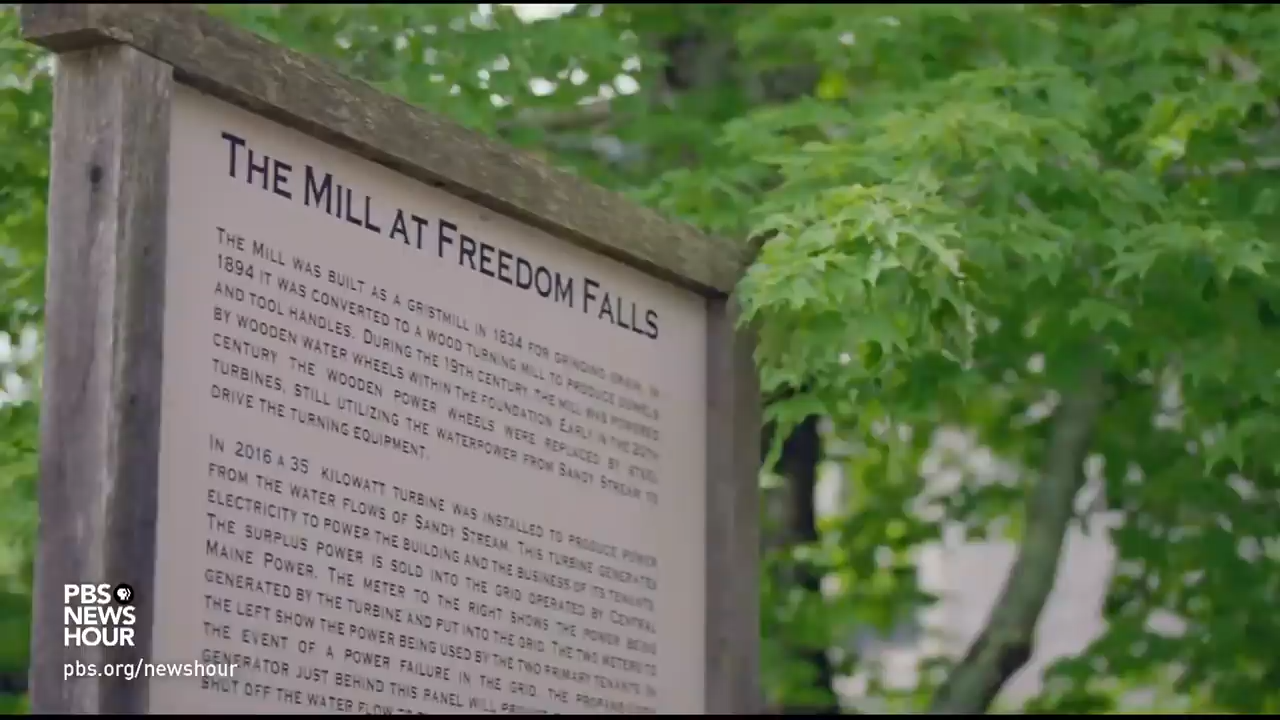 THE MILL AT FREEDOM FALLS
THE MILL WAS BUILT AS A GRISTMILL IN 1834 FOR GRINDING GRAIN. IN
1894 IT WAS CONVERTED TO A WOOD TURNING MILL TO PRODUCE DOWELS
AND TOOL HANDLES. DURING THE 19TH CENTURY THE MILL WAS POWERED
BY WOODEN WATER WHEELS WITHIN THE FOUNDATION. EARLY IN THE 20TH
CENTURY THE WOODEN POWER WHEELS WERE REPLACED BY STEEL
TURBINES, STILL UTILIZING THE WATERPOWER FROM SANDY STREAM TO
DRIVE THE TURNING EQUIPMENT.
IN 2016 A 35 KILOWATT TURBINE WAS INSTALLED TO PRODUCE POWER
FROM THE WATER FLOWS OF SANDY STREAM. THIS TURBINE GENERATES
ELECTRICITY TO POWER THE BUILDING AND THE BUSINESS OF ITS TENANTS.
THE SURPLUS POWER IS SOLD INTO THE GRID OPERATED BY CENTRAL
MAINE POWER. THE METER TO THE RIGHT SHOWS THE POWER BEING
GENERATED BY THE TURBINE AND PUT INTO THE GRID. THE TWO METERS TO
THE LEFT SHOW THE POWER BEING USED BY THE TWO PRIMARY TENANTS. IN
THE EVENT OF A POWER FAILURE IN THE GRID, THE
GENERATOR JUST BEHIND THIS PANEL WILL
SHUT OFF THE WATER FLOW
PBS
NEWS
HOUR
pbs.org/newshour